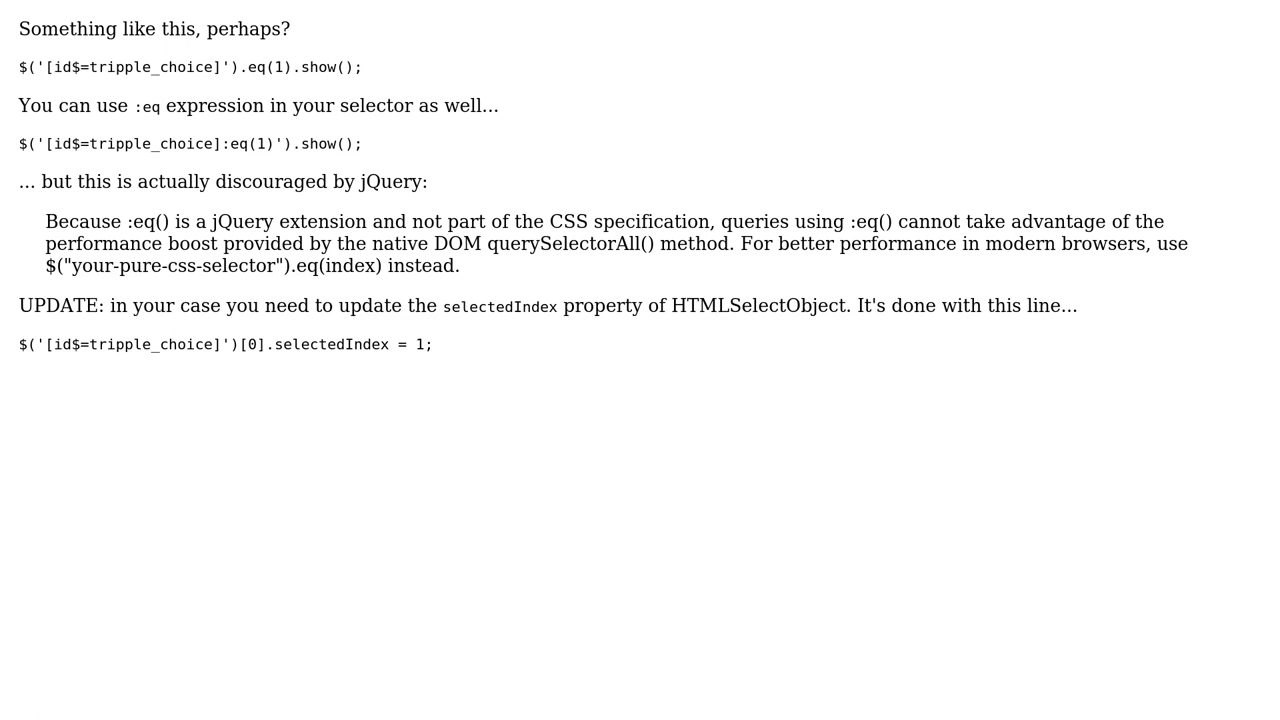 Something like this, perhaps?
$('[id$=tripple_choice]').eq(1).show();
You can use :eq expression in your selector as well...
$('[id$=tripple_choice]:eq(1)').show();
... but this is actually discouraged by jQuery:
Because :eq() is a jQuery extension and not part of the CSS specification, queries using :eq() cannot take advantage of the
performance boost provided by the native DOM querySelectorAll() method. For better performance in modern browsers, use
$("your-pure-css-selector").eq(index) instead.
UPDATE: in your case you need to update the selectedIndex property of HTMLSelectObject. It's done with this line...
$('[id$=tripple_choice]')[0].selectedIndex = 1;